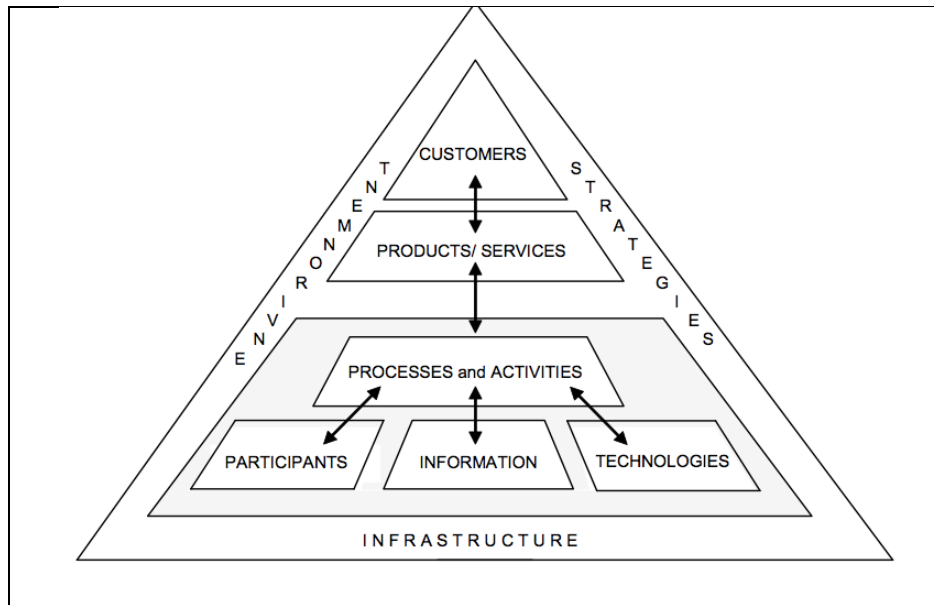 CUSTOMERS
ENVIRONMENT
STRATEGIES
PRODUCTS/ SERVICES
PROCESSES and ACTIVITIES
PARTICIPANTS
INFORMATION
TECHNOLOGIES
INFRASTRUCTURE